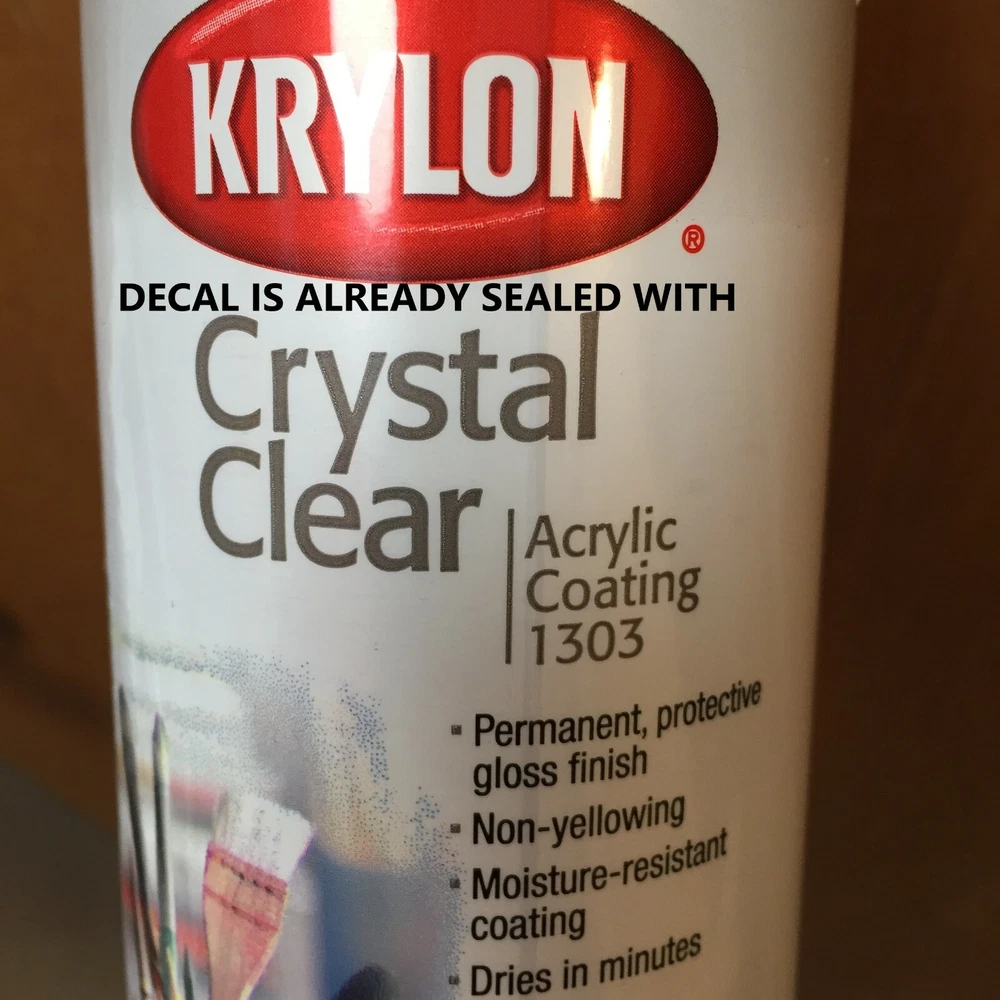 KRYLON
®
DECAL IS ALREADY SEALED WITH
Crystal
Clear
Acrylic
Coating
1303
▪ Permanent, protective
gloss finish
▪ Non-yellowing
▪ Moisture-resistant
coating
▪ Dries in minutes